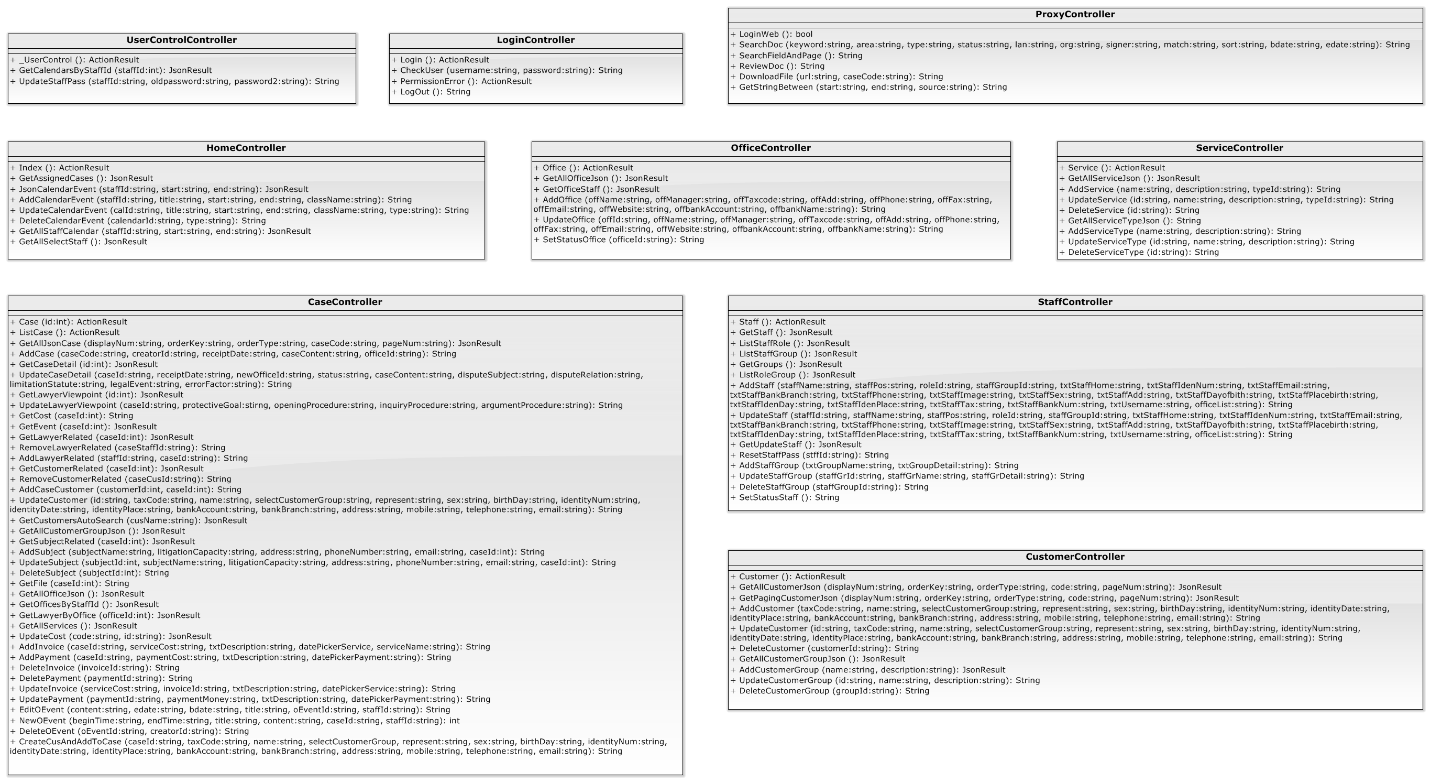 UserControlController
+ _UserControl (): ActionResult
+ GetCalendarsByStaffId (staffId:int): JsonResult
+ UpdateStaffPass (staffId:string, oldpassword:string, password2:string): String
LoginController
+ Login (): ActionResult
+ CheckUser (username:string, password:string): String
+ PermissionError (): ActionResult
+ LogOut (): String
ProxyController
+ LoginWeb (): bool
+ SearchDoc (keyword:string, area:string, type:string, status:string, lan:string, org:string, signer:string, match:string, sort:string, bdate:string, edate:string): String
+ SearchFieldAndPage (): String
+ ReviewDoc (): String
+ DownloadFile (url:string, caseCode:string): String
+ GetStringBetween (start:string, end:string, source:string): String
HomeController
+ Index (): ActionResult
+ GetAssignedCases (): JsonResult
+ JsonCalendarEvent (staffId:string, start:string, end:string): JsonResult
+ AddCalendarEvent (staffId:string, title:string, start:string, end:string, className:string): String
+ UpdateCalendarEvent (calId:string, title:string, start:string, end:string, className:string, type:string): String
+ DeleteCalendarEvent (calendarId:string, type:string): String
+ GetAllStaffCalendar (staffId:string, start:string, end:string): JsonResult
+ GetAllSelectStaff (): JsonResult
OfficeController
+ Office (): ActionResult
+ GetAllOfficeJson (): JsonResult
+ GetOfficeStaff (): JsonResult
+ AddOffice (offName:string, offManager:string, offTaxcode:string, offAdd:string, offPhone:string, offFax:string,
offEmail:string, offWebsite:string, offbankAccount:string, offbankName:string): String
+ UpdateOffice (offId:string, offName:string, offManager:string, offTaxcode:string, offAdd:string, offPhone:string,
offFax:string, offEmail:string, offWebsite:string, offbankAccount:string, offbankName:string): String
+ SetStatusOffice (officeId:string): String
ServiceController
+ Service (): ActionResult
+ GetAllServiceJson (): JsonResult
+ AddService (name:string, description:string, typeId:string): String
+ UpdateService (id:string, name:string, description:string, typeId:string): String
+ DeleteService (id:string): String
+ GetAllServiceTypeJson (): JsonResult
+ AddServiceType (name:string, description:string): String
+ UpdateServiceType (id:string, name:string, description:string): String
+ DeleteServiceType (id:string): String
CaseController
+ Case (id:int): ActionResult
+ ListCase (): ActionResult
+ GetAllJsonCase (displayNum:string, orderKey:string, orderType:string, caseCode:string, pageNum:string): JsonResult
+ AddCase (caseCode:string, creatorId:string, receiptDate:string, caseContent:string, officeId:string): String
+ GetCaseDetail (id:int): JsonResult
+ UpdateCaseDetail (caseId:string, receiptDate:string, newOfficeId:string, status:string, caseContent:string, disputeSubject:string, disputeRelation:string,
limitationStatute:string, legalEvent:string, errorFactor:string): String
+ GetLawyerViewpoint (id:int): JsonResult
+ UpdateLawyerViewpoint (caseId:string, protectiveGoal:string, openingProcedure:string, inquiryProcedure:string, argumentProcedure:string): String
+ GetCost (caseId:int): String
+ GetEvent (caseId:int): JsonResult
+ GetLawyerRelated (caseId:int): JsonResult
+ RemoveLawyerRelated (caseStaffId:string): String
+ AddLawyerRelated (staffId:string, caseId:string): String
+ GetCustomerRelated (caseId:int): JsonResult
+ RemoveCustomerRelated (caseCusId:string): String
+ AddCaseCustomer (customerId:int, caseId:int): String
+ UpdateCustomer (id:string, taxCode:string, name:string, selectCustomerGroup:string, represent:string, sex:string, birthDay:string, identityNum:string,
identityDate:string, identityPlace:string, bankAccount:string, bankBranch:string, address:string, mobile:string, telephone:string, email:string): String
+ GetCustomersAutoSearch (cusName:string): JsonResult
+ GetAllCustomerGroupJson (): JsonResult
+ GetSubjectRelated (caseId:int): JsonResult
+ AddSubject (subjectName:string, litigationCapacity:string, address:string, phoneNumber:string, email:string, caseId:int): String
+ UpdateSubject (subjectId:int, subjectName:string, litigationCapacity:string, address:string, phoneNumber:string, email:string, caseId:int): String
+ DeleteSubject (subjectId:int): String
+ GetFile (caseId:int): String
+ GetAllOfficeJson (): JsonResult
+ GetOfficesByStaffId (): JsonResult
+ GetLawyerByOffice (officeId:int): JsonResult
+ GetAllServices (): JsonResult
+ UpdateCost (code:string, id:string): JsonResult
+ AddInvoice (caseId:string, serviceCost:string, txtDescription:string, datePickerService, serviceName:string): String
+ AddPayment (caseId:string, paymentCost:string, txtDescription:string, datePickerPayment:string): String
+ DeleteInvoice (invoiceId:string): String
+ DeletePayment (paymentId:string): String
+ UpdateInvoice (serviceCost:string, invoiceId:string, txtDescription:string, datePickerService:string): String
+ UpdatePayment (paymentId:string, paymentMoney:string, txtDescription:string, datePickerPayment:string): String
+ EditOEvent (content:string, edate:string, bdate:string, title:string, oEventId:string, staffId:string): String
+ NewOEvent (beginTime:string, endTime:string, title:string, content:string, caseId:string, staffId:string): int
+ DeleteOEvent (oEventId:string, creatorId:string): String
+ CreateCusAndAddToCase (caseId:string, taxCode:string, name:string, selectCustomerGroup, represent:string, sex:string, birthDay:string, identityNum:string,
identityDate:string, identityPlace:string, bankAccount:string, bankBranch:string, address:string, mobile:string, telephone:string, email:string): String
StaffController
+ Staff (): ActionResult
+ GetStaff (): JsonResult
+ ListStaffRole (): JsonResult
+ ListStaffGroup (): JsonResult
+ GetGroups (): JsonResult
+ ListRoleGroup (): JsonResult
+ AddStaff (staffName:string, staffPos:string, roleId:string, staffGroupId:string, txtStaffHome:string, txtStaffIdenNum:string, txtStaffEmail:string,
txtStaffBankBranch:string, txtStaffPhone:string, txtStaffImage:string, txtStaffSex:string, txtStaffAdd:string, txtStaffDayofbith:string, txtStaffPlacebirth:string,
txtStaffIdenDay:string, txtStaffIdenPlace:string, txtStaffTax:string, txtStaffBankNum:string, txtUsername:string, officeList:string): String
+ UpdateStaff (staffId:string, staffName:string, staffPos:string, roleId:string, staffGroupId:string, txtStaffHome:string, txtStaffIdenNum:string, txtStaffEmail:string,
txtStaffBankBranch:string, txtStaffPhone:string, txtStaffImage:string, txtStaffSex:string, txtStaffAdd:string, txtStaffDayofbith:string, txtStaffPlacebirth:string,
txtStaffIdenDay:string, txtStaffIdenPlace:string, txtStaffTax:string, txtStaffBankNum:string, txtUsername:string, officeList:string): String
+ GetUpdateStaff (): JsonResult
+ ResetStaffPass (stffId:string): String
+ AddStaffGroup (txtGroupName:string, txtGroupDetail:string): String
+ UpdateStaffGroup (staffGrId:string, staffGrName:string, staffGrDetail:string): String
+ DeleteStaffGroup (staffGroupId:string): String
+ SetStatusStaff (): String
CustomerController
+ Customer (): ActionResult
+ GetAllCustomerJson (displayNum:string, orderKey:string, orderType:string, code:string, pageNum:string): JsonResult
+ GetPagingCustomerJson (displayNum:string, orderKey:string, orderType:string, code:string, pageNum:string): JsonResult
+ AddCustomer (taxCode:string, name:string, selectCustomerGroup:string, represent:string, sex:string, birthDay:string, identityNum:string, identityDate:string,
identityPlace:string, bankAccount:string, bankBranch:string, address:string, mobile:string, telephone:string, email:string): String
+ UpdateCustomer (id:string, taxCode:string, name:string, selectCustomerGroup:string, represent:string, sex:string, birthDay:string, identityNum:string,
identityDate:string, identityPlace:string, bankAccount:string, bankBranch:string, address:string, mobile:string, telephone:string, email:string): String
+ DeleteCustomer (customerId:string): String
+ GetAllCustomerGroupJson (): JsonResult
+ AddCustomerGroup (name:string, description:string): JsonResult
+ UpdateCustomerGroup (id:string, name:string, description:string): String
+ DeleteCustomerGroup (groupId:string): String